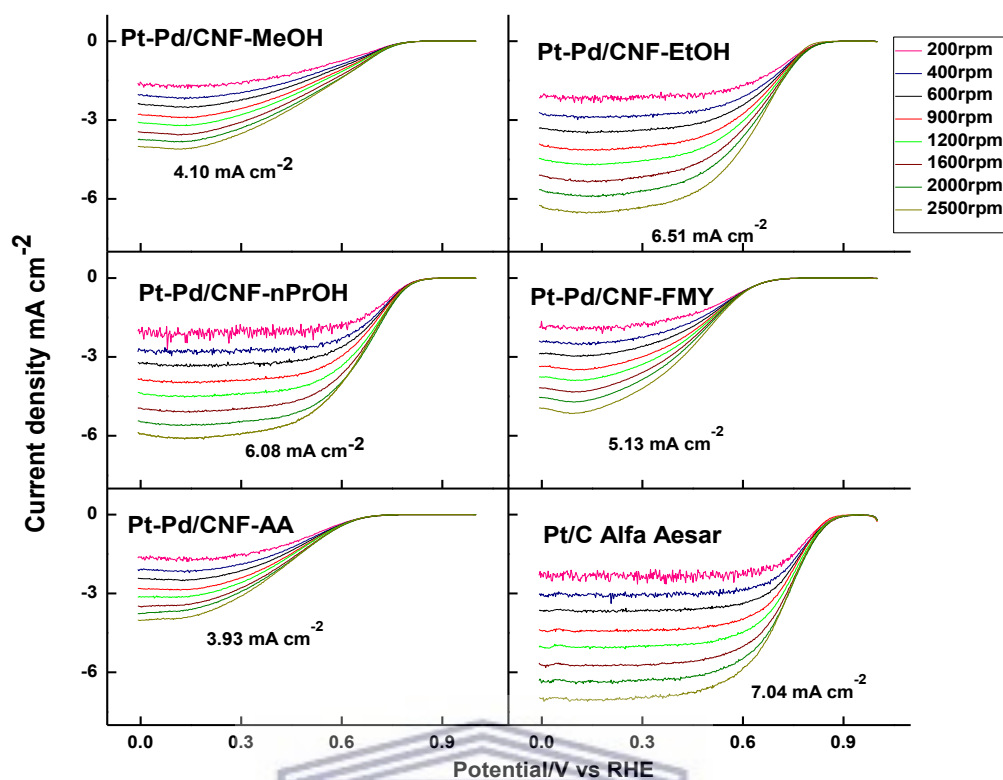 Pt-Pd/CNF-MeOH
Pt-Pd/CNF-EtOH
0
-3
-6
4.10 mA cm-2
6.51 mA cm-2
200rpm
400rpm
600rpm
900rpm
1200rpm
1600rpm
2000rpm
2500rpm
Pt-Pd/CNF-nPrOH
Pt-Pd/CNF-FMY
0
-3
-6
6.08 mA cm-2
5.13 mA cm-2
Pt-Pd/CNF-AA
Pt/C Alfa Aesar
0
-3
-6
3.93 mA cm-2
7.04 mA cm-2
Current density mA cm-2
0.0 0.3 0.6 0.9 0.0 0.3 0.6 0.9
Potential/V vs RHE